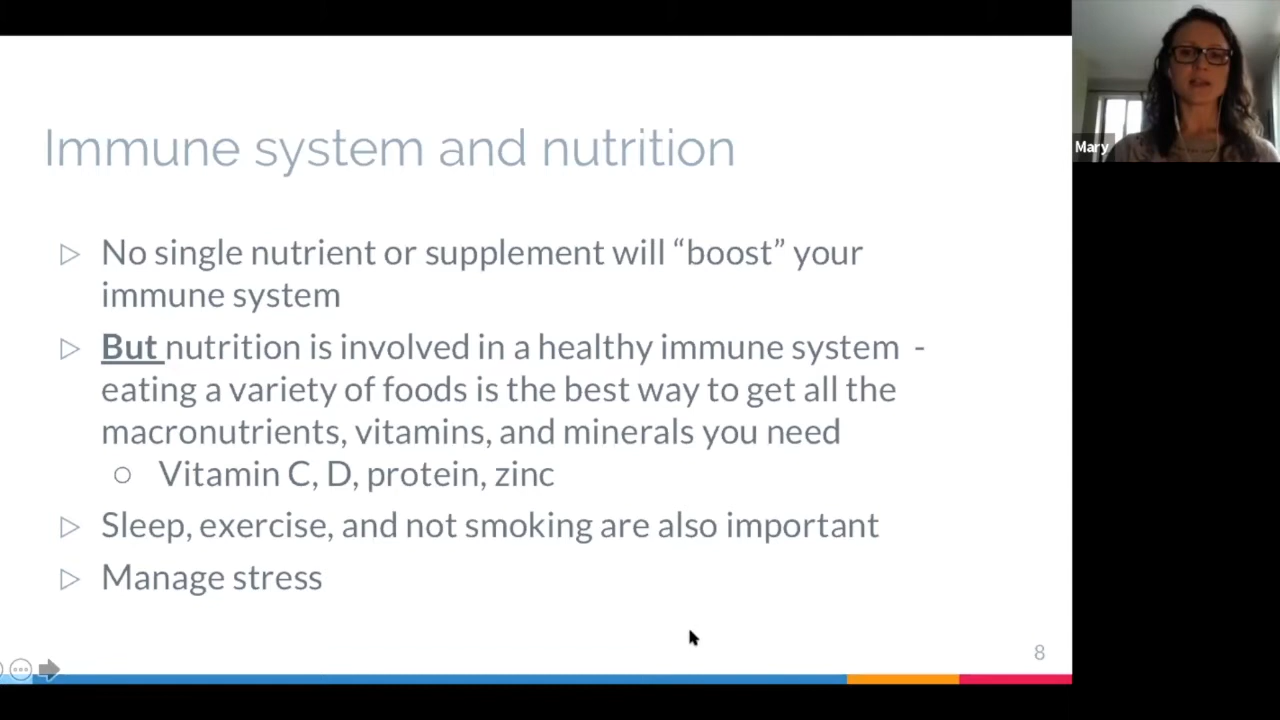 Immune system and nutrition
No single nutrient or supplement will “boost” your
immune system
But nutrition is involved in a healthy immune system -
eating a variety of foods is the best way to get all the
macronutrients, vitamins, and minerals you need
Vitamin C, D, protein, zinc
Sleep, exercise, and not smoking are also important
Manage stress
8
Mary